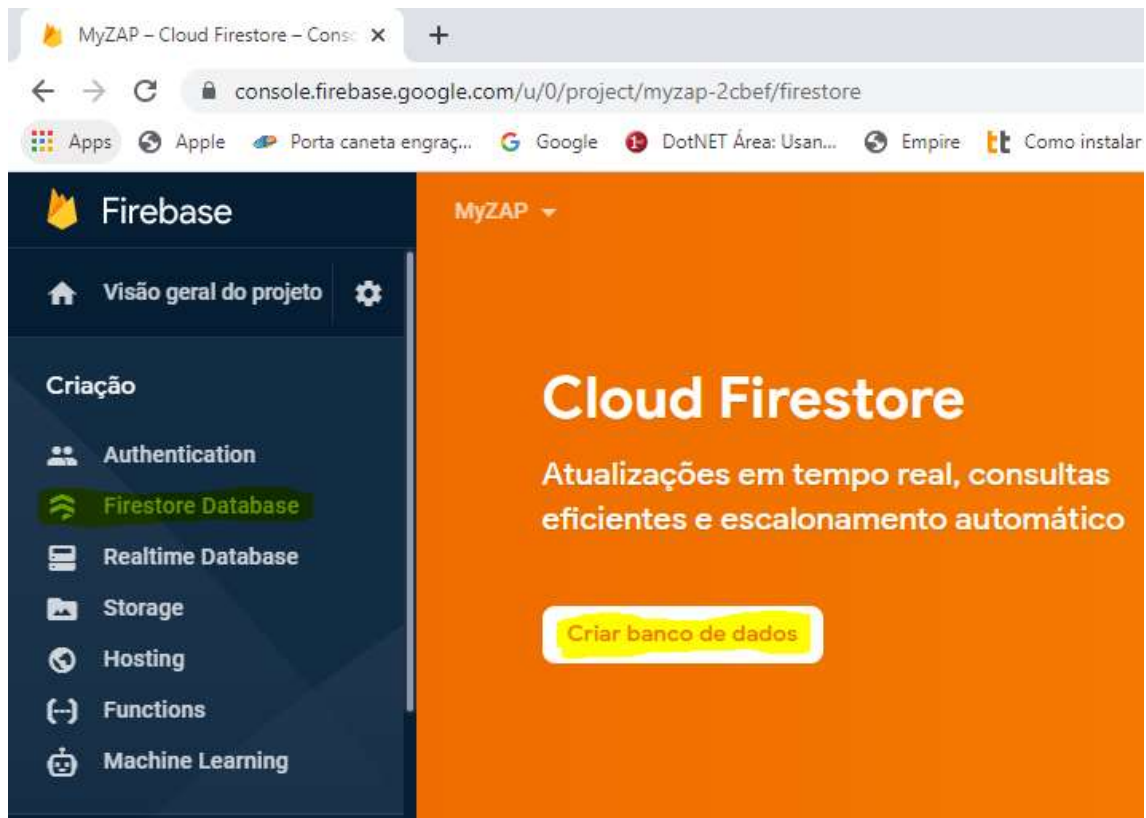 MyZAP – Cloud Firestore – Cons
console.firebase.google.com/u/0/project/myzap-2cbef/firestore
Apps Apple Porta caneta engraç... Google DotNET Área: Usan... Empire Como instalar
Firebase
MyZAP
Visão geral do projeto
Criação
Authentication
Firestore Database
Realtime Database
Storage
Hosting
Functions
Machine Learning
Cloud Firestore
Atualizações em tempo real, consultas
eficientes e escalonamento automático
Criar banco de dados